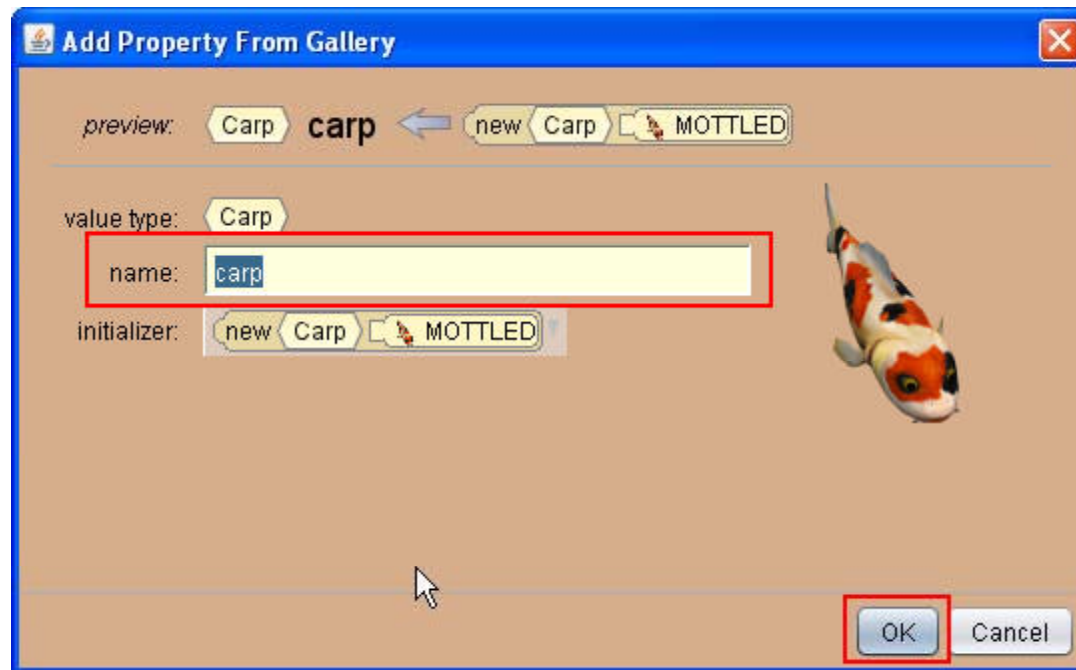 Add Property From Gallery
preview: Carp carp new Carp MOTTLED
value type: Carp
name: carp
initializer: new Carp MOTTLED
OK Cancel